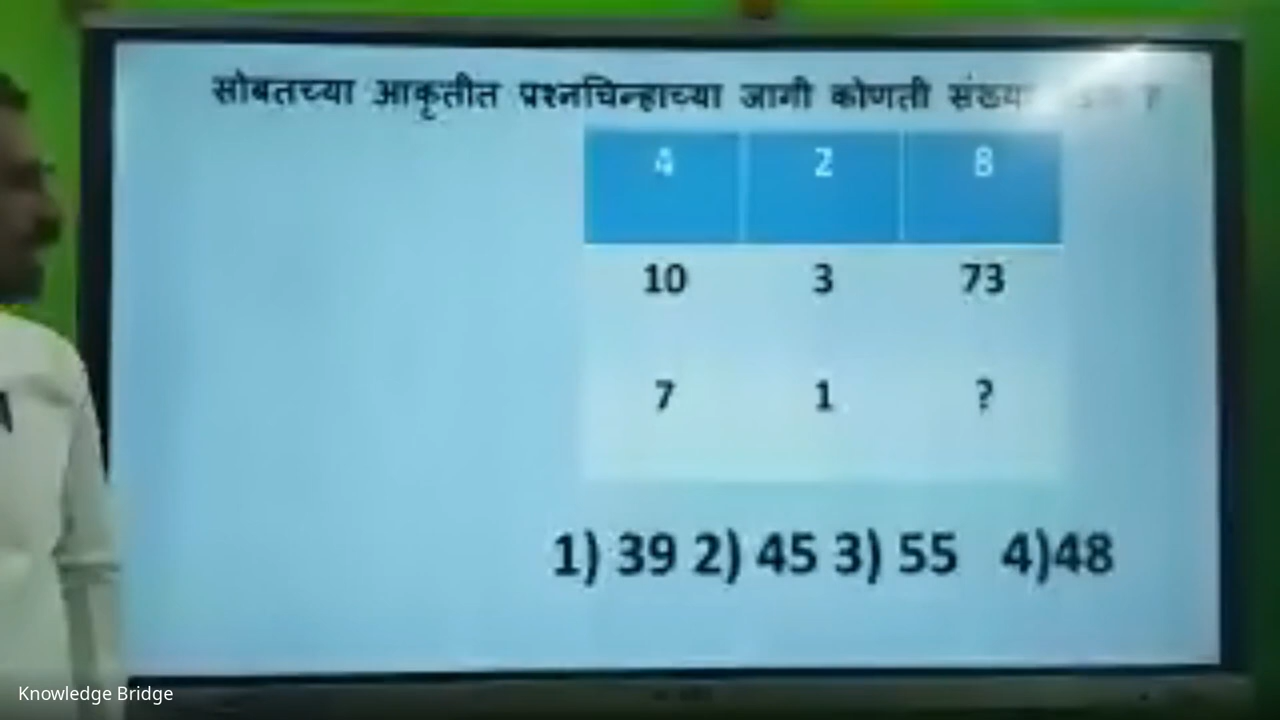 सोबतच्या आकृतीत प्रश्नचिन्हाच्या जागी कोणती ?
4 2 8
10 3 73
7 1 ?
1) 39 2) 45 3) 55 4)48
Knowledge Bridge